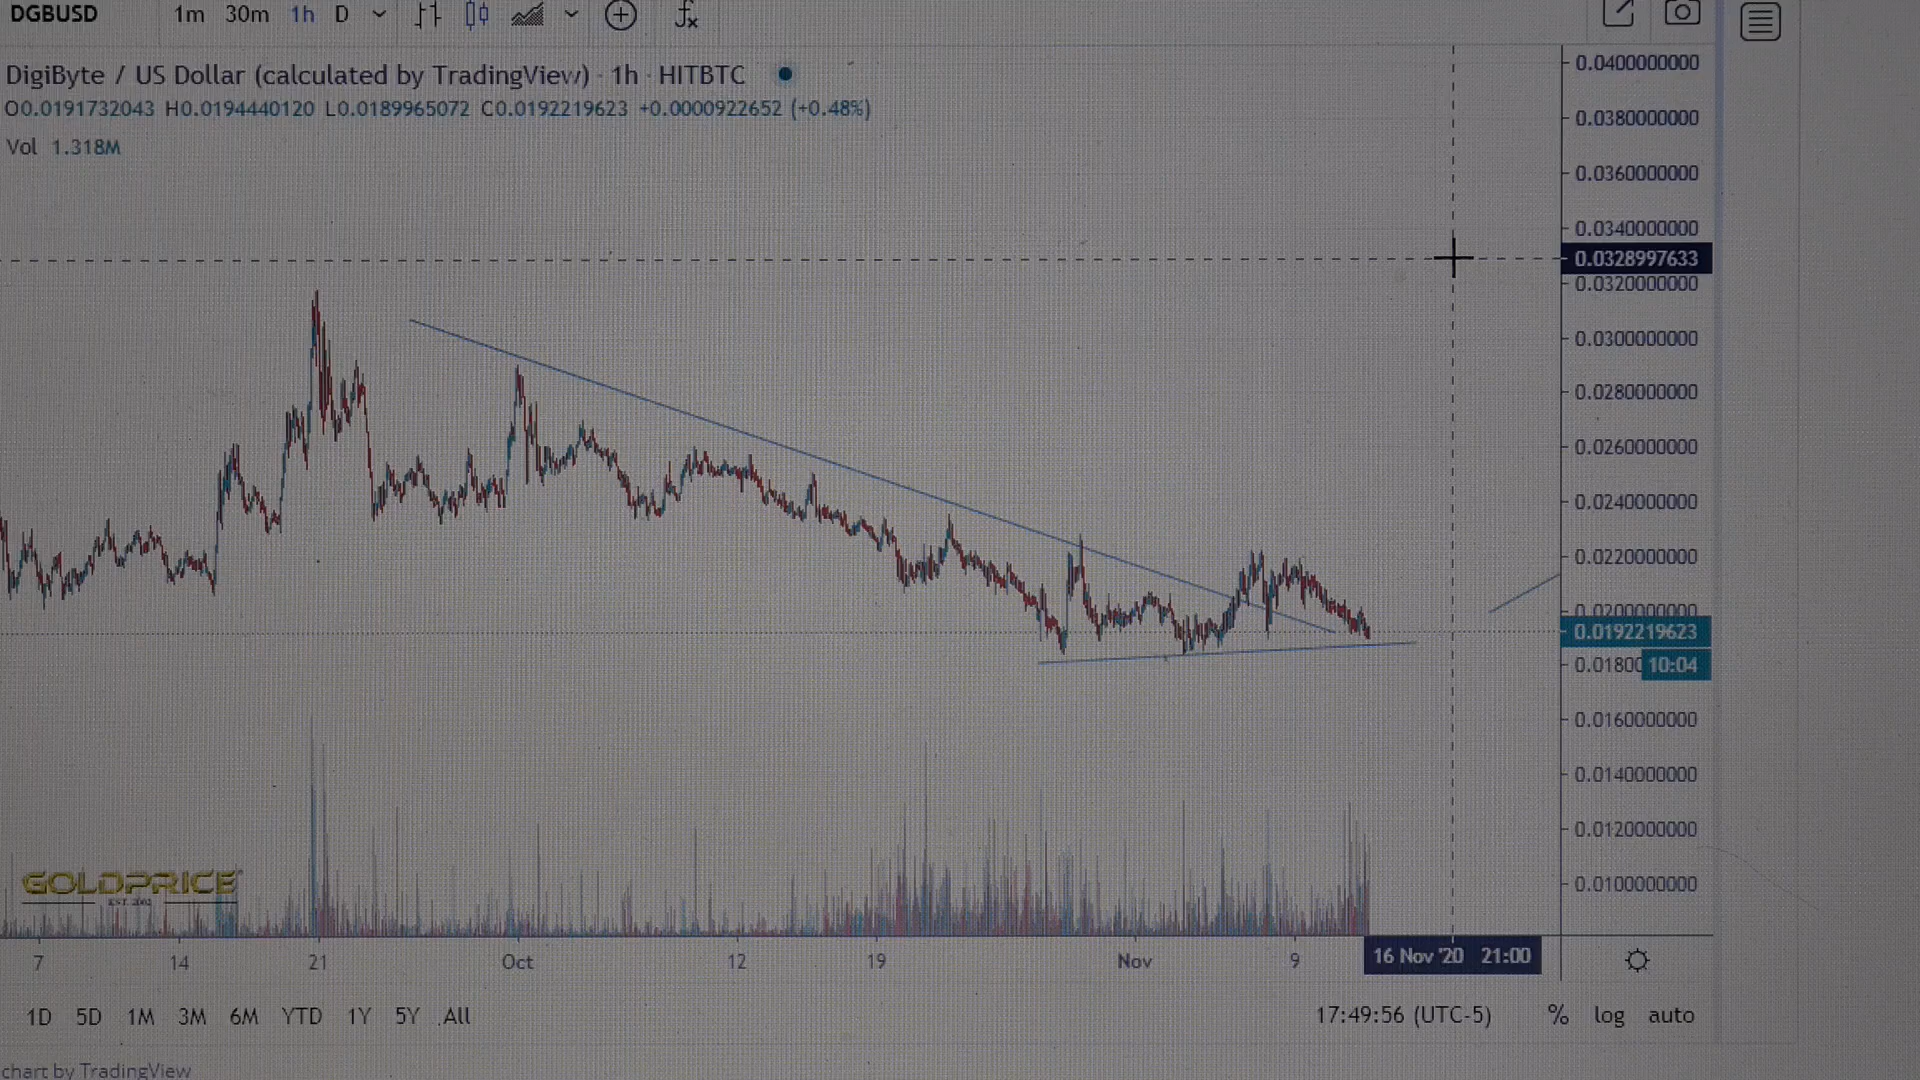 DGBUSD 1m 30m 1h D
DigiByte / US Dollar (calculated by TradingView) · 1h · HITBTC
O0.0191732043 H0.0194440120 L0.0189965072 C0.0192219623 +0.0000922652 (+0.48%)
Vol 1.318M
0.0400000000
0.0380000000
0.0360000000
0.0340000000
0.0328997633
0.0320000000
0.0300000000
0.0280000000
0.0260000000
0.0240000000
0.0220000000
0.0200000000
0.0192219623
0.01800 10:04
0.0160000000
0.0140000000
0.0120000000
0.0100000000
GOLDPRICE
EST. 2002
7 14 21 Oct 12 19 Nov 9 16 Nov '20 21:00
1D 5D 1M 3M 6M YTD 1Y 5Y All 17:49:56 (UTC-5) % log auto
chart by TradingView